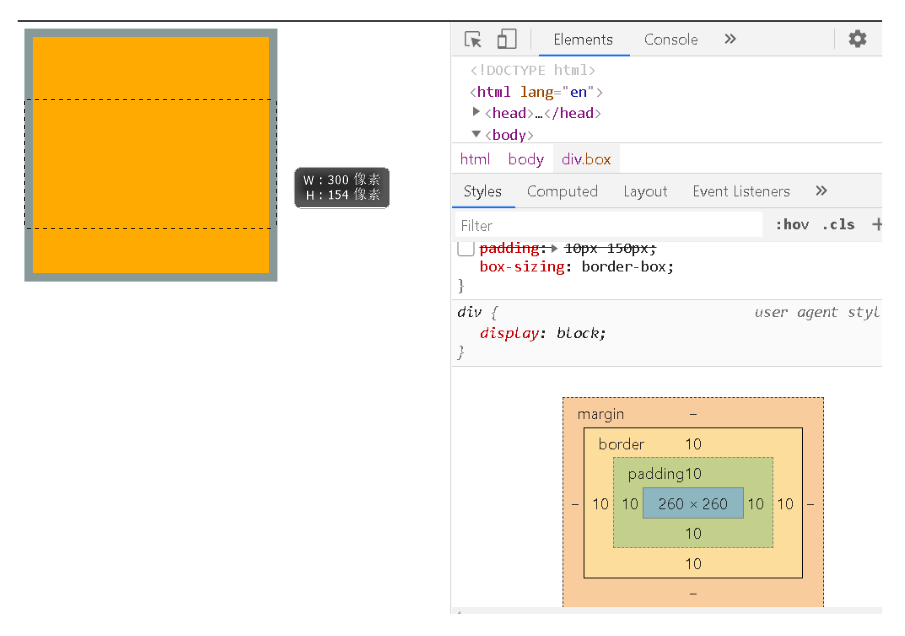 Elements Console »
<!DOCTYPE html>
<html lang="en">
▶<head>…</head>
▼<body>
html body div.box
Styles Computed Layout Event Listeners »
Filter :hov .cls +
padding:▶ 10px 150px;
box-sizing: border-box;
}
div { user agent styl
display: block;
}
W：300 像素
H：154 像素
margin –
border 10
padding10
– 10 10 260 × 260 10 10 –
10
10
–